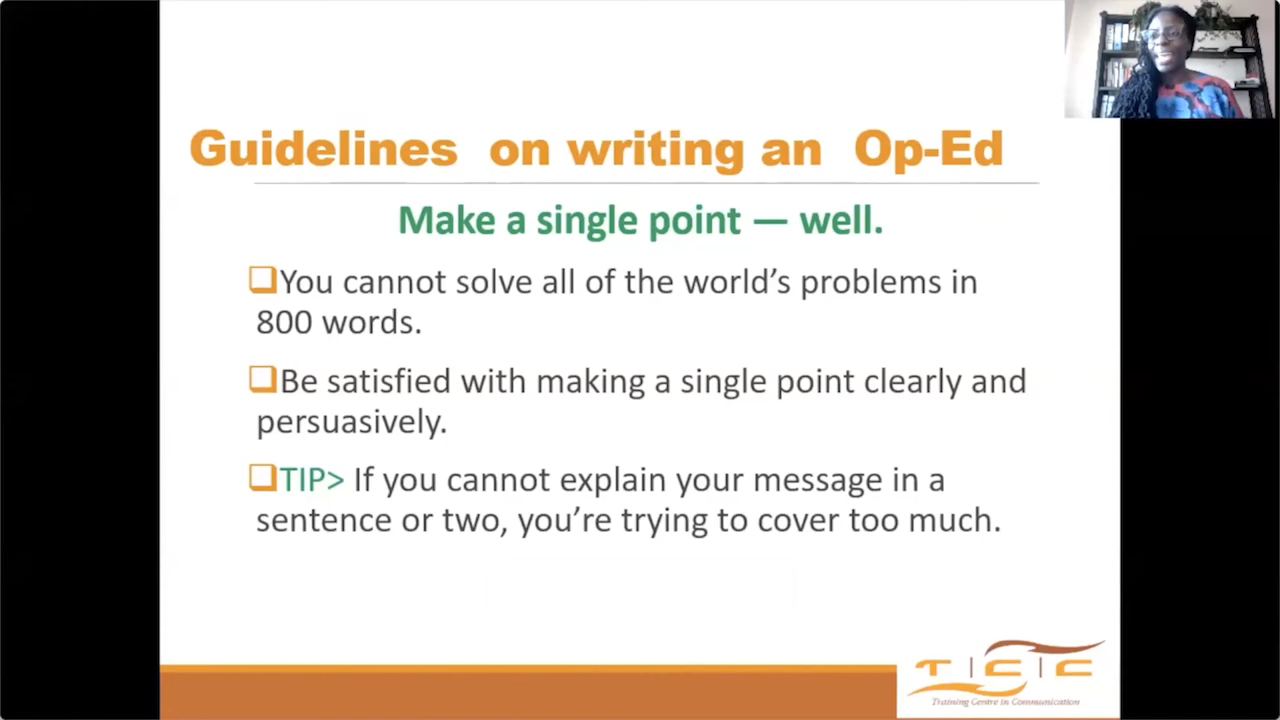 Guidelines on writing an Op-Ed
Make a single point — well.
You cannot solve all of the world’s problems in
800 words.
Be satisfied with making a single point clearly and
persuasively.
TIP> If you cannot explain your message in a
sentence or two, you’re trying to cover too much.
T|C|C
Training Centre in Communication